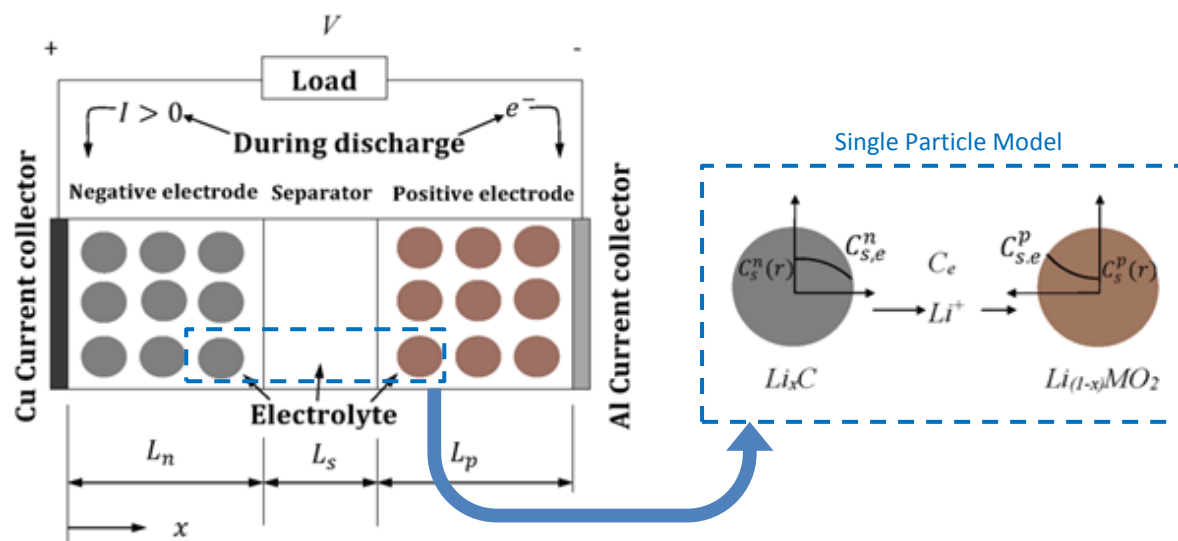 V
+
-
Load
I > 0
e⁻
During discharge
Cu Current collector
Negative electrode
Separator
Positive electrode
Al Current collector
Electrolyte
Lₙ
Lₛ
Lₚ
x
Single Particle Model
Cₛⁿ(r)
Cₛ,ₑⁿ
Cₑ
Li⁺
Cₛ.ₑᵖ
Cₛᵖ(r)
LiₓC
Li₍₁₋ₓ₎MO₂